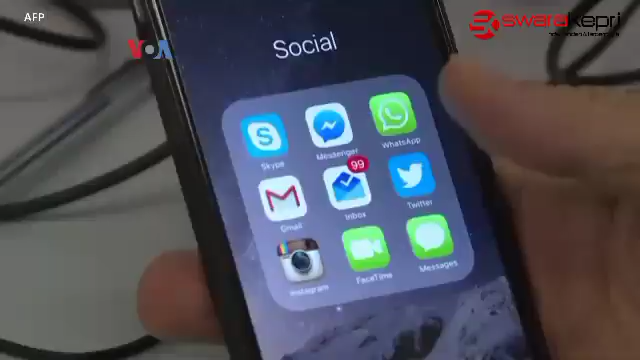 AFP
VOA
swarakepri
Social
Skype
Messenger
WhatsApp
99
Gmail
Inbox
Twitter
Instagram
FaceTime
Messages